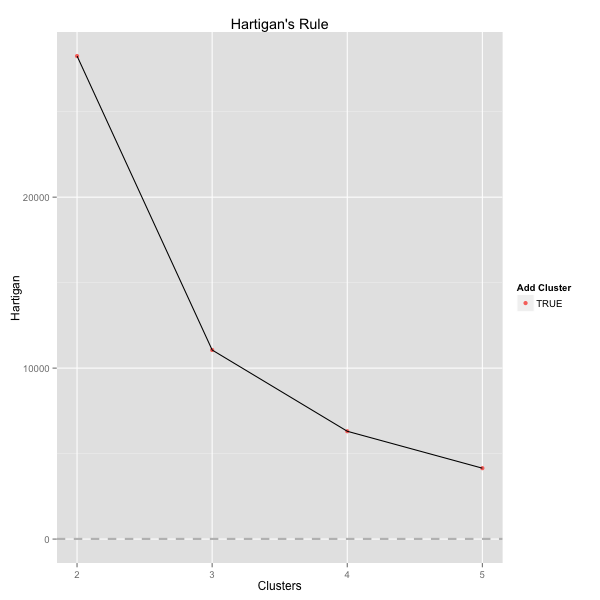 Hartigan's Rule
20000
10000
0
Hartigan
2 3 4 5
Clusters
Add Cluster
TRUE